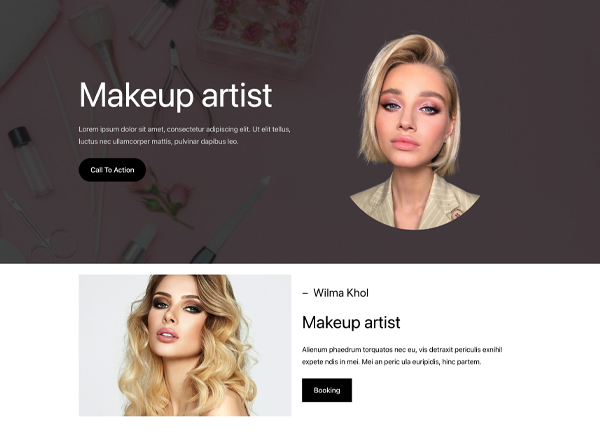 Makeup artist
Lorem ipsum dolor sit amet, consectetur adipiscing elit. Ut elit tellus,
luctus nec ullamcorper mattis, pulvinar dapibus leo.
Call To Action
– Wilma Khol
Makeup artist
Alienum phaedrum torquatos nec eu, vis detraxit periculis exnihil
expete ndis in mei. Mei an peric ula euripidis, hinc partem.
Booking